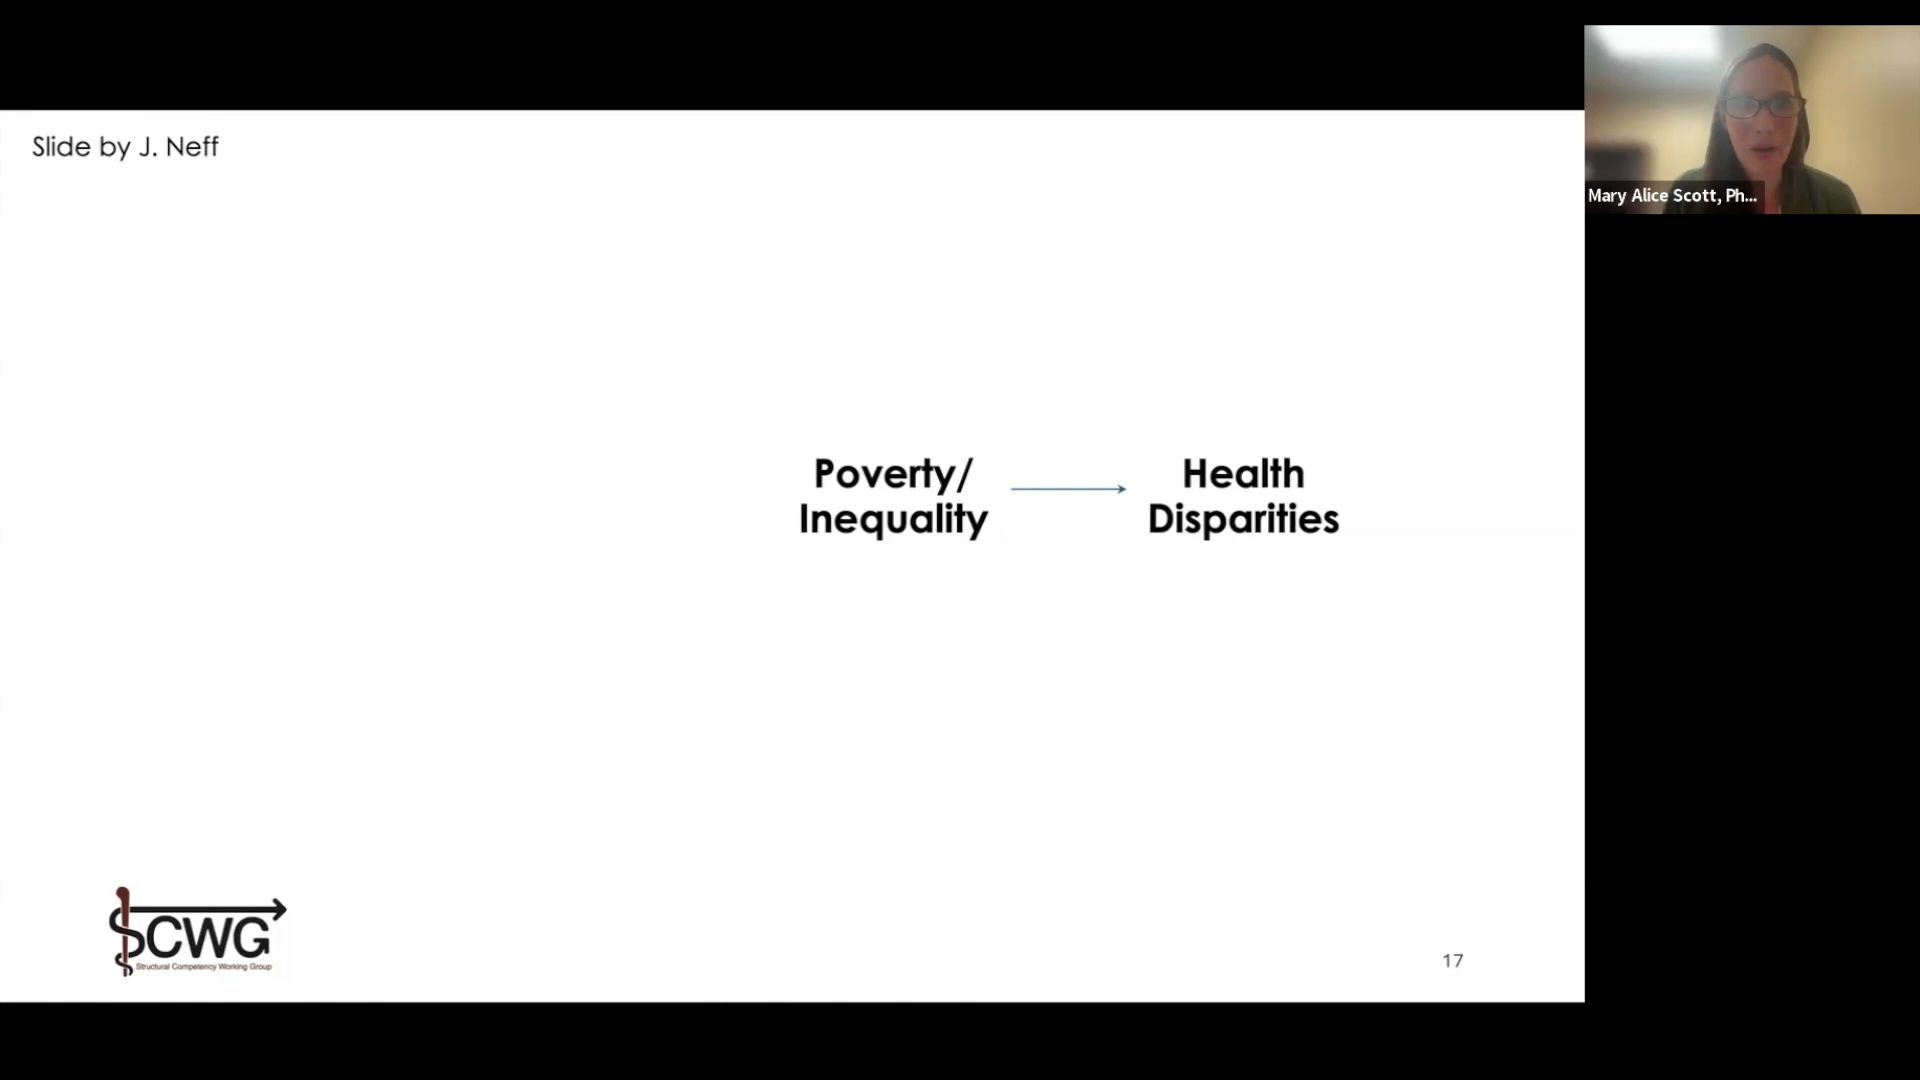 Slide by J. Neff
Mary Alice Scott, Ph...
Poverty/
Inequality
Health
Disparities
SCWG
Structural Competency Working Group
17